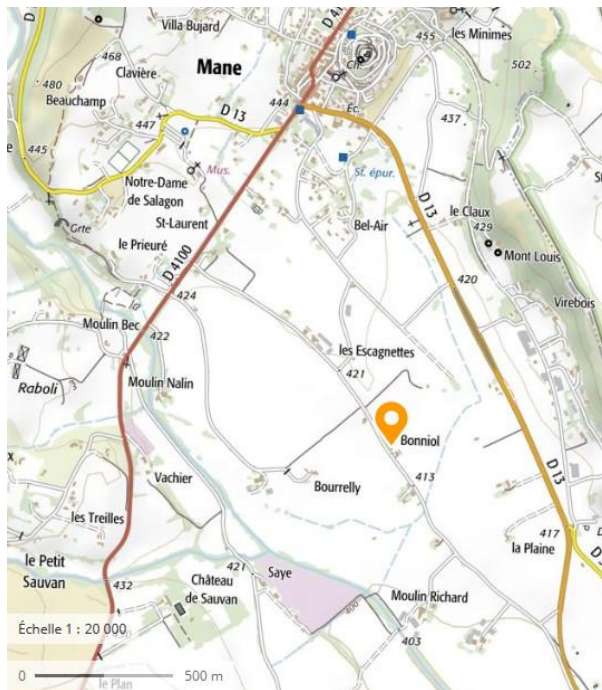 Villa Bujard
D 4100
468
Clavière
Mane
Ch.
455
les Minimes
502
480
Beauchamp
444
Éc.
447
D 13
437
445
Mus.
St. épur.
Notre-Dame
de Salagon
D 13
St-Laurent
Bel-Air
le Claux
Grte
le Prieuré
429
Mont Louis
D 4100
420
424
Virebois
Moulin Bec
422
les Escagnettes
421
Raboli
Moulin Nalin
Bonniol
D 13
Vachier
Bourrelly
413
les Treilles
417
la Plaine
le Petit
Sauvan
421
Saye
432
Château
de Sauvan
Moulin Richard
400
403
Échelle 1 : 20 000
0
500 m
le Plan